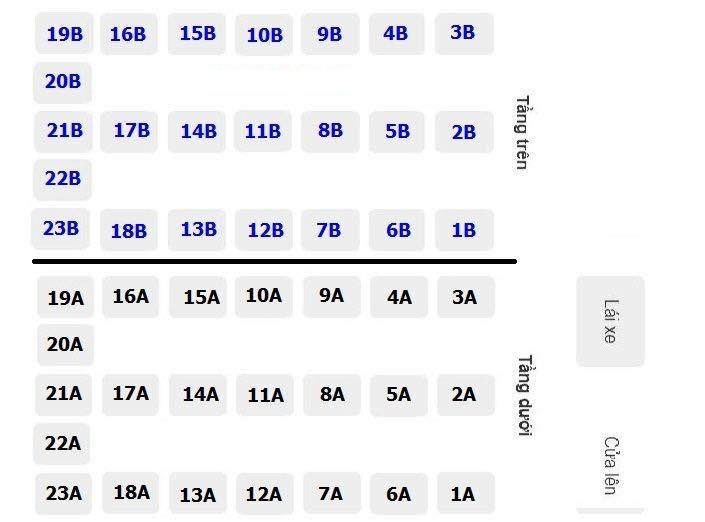 19B 16B 15B 10B 9B 4B 3B
20B
21B 17B 14B 11B 8B 5B 2B
22B
23B 18B 13B 12B 7B 6B 1B
Tầng trên
19A 16A 15A 10A 9A 4A 3A
20A
21A 17A 14A 11A 8A 5A 2A
22A
23A 18A 13A 12A 7A 6A 1A
Tầng dưới
Lái xe
Cửa lên